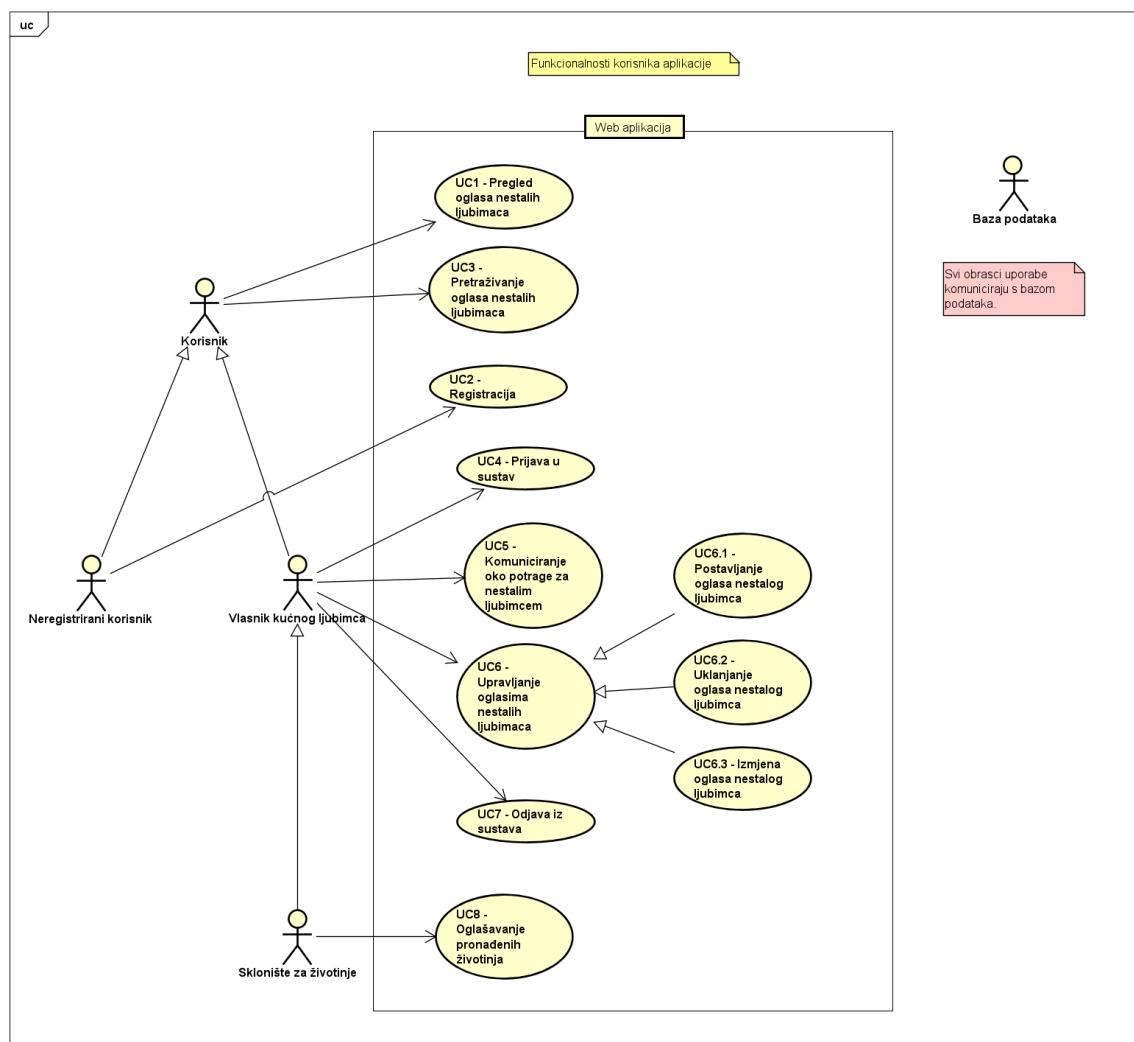 uc
Funkcionalnosti korisnika aplikacije
Web aplikacija
UC1 - Pregled
oglasa nestalih
ljubimaca
Baza podataka
UC3 -
Pretraživanje
oglasa nestalih
ljubimaca
Svi obrasci uporabe
komuniciraju s bazom
podataka.
Korisnik
UC2 -
Registracija
UC4 - Prijava u
sustav
UC5 -
Komuniciranje
oko potrage za
nestalim
ljubimcem
UC6.1 -
Postavljanje
oglasa nestalog
ljubimca
Neregistrirani korisnik
Vlasnik kućnog ljubimca
UC6 -
Upravljanje
oglasima
nestalih
ljubimaca
UC6.2 -
Uklanjanje
oglasa nestalog
ljubimca
UC6.3 - Izmjena
oglasa nestalog
ljubimca
UC7 - Odjava iz
sustava
UC8 -
Oglašavanje
pronađenih
životinja
Sklonište za životinje